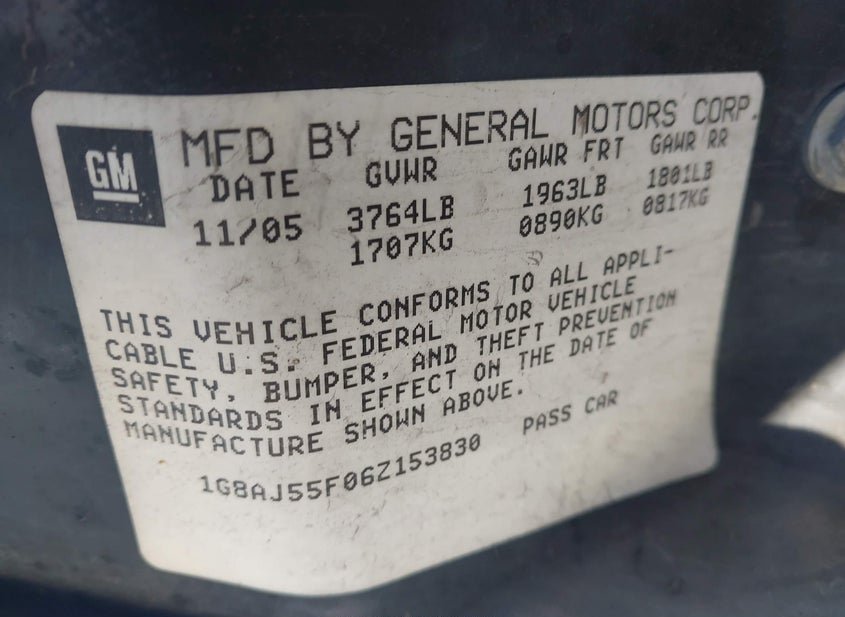 GM
MFD BY GENERAL MOTORS CORP.
DATE GVWR GAWR FRT GAWR RR
11/05 3764LB 1963LB 1801LB
1707KG 0890KG 0817KG
THIS VEHICLE CONFORMS TO ALL APPLI-
CABLE U.S. FEDERAL MOTOR VEHICLE
SAFETY, BUMPER, AND THEFT PREVENTION
STANDARDS IN EFFECT ON THE DATE OF
MANUFACTURE SHOWN ABOVE.
1G8AJ55F06Z153830 PASS CAR